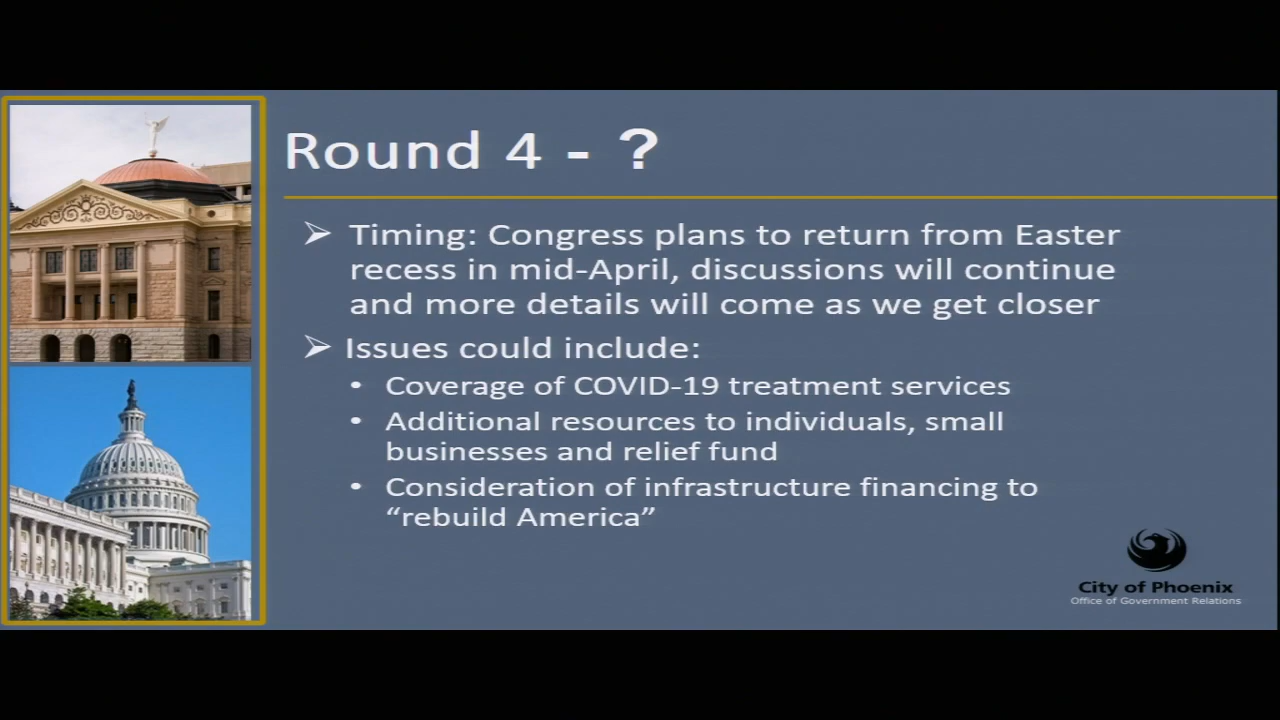 Round 4 - ?
➢ Timing: Congress plans to return from Easter
recess in mid-April, discussions will continue
and more details will come as we get closer
➢ Issues could include:
• Coverage of COVID-19 treatment services
• Additional resources to individuals, small
businesses and relief fund
• Consideration of infrastructure financing to
“rebuild America”
City of Phoenix
Office of Government Relations